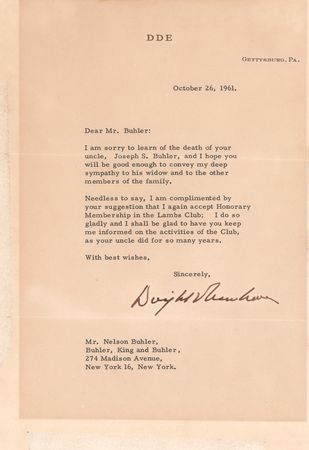 DDE
GETTYSBURG, PA.
October 26, 1961.
Dear Mr. Buhler:
I am sorry to learn of the death of your
uncle, Joseph S. Buhler, and I hope you
will be good enough to convey my deep
sympathy to his widow and to the other
members of the family.
Needless to say, I am complimented by
your suggestion that I again accept Honorary
Membership in the Lambs Club; I do so
gladly and I shall be glad to have you keep
me informed on the activities of the Club,
as your uncle did for so many years.
With best wishes,
Sincerely,
Dwight Eisenhower
Mr. Nelson Buhler
Buhler, King and Buhler,
274 Madison Avenue,
New York 16, New York.